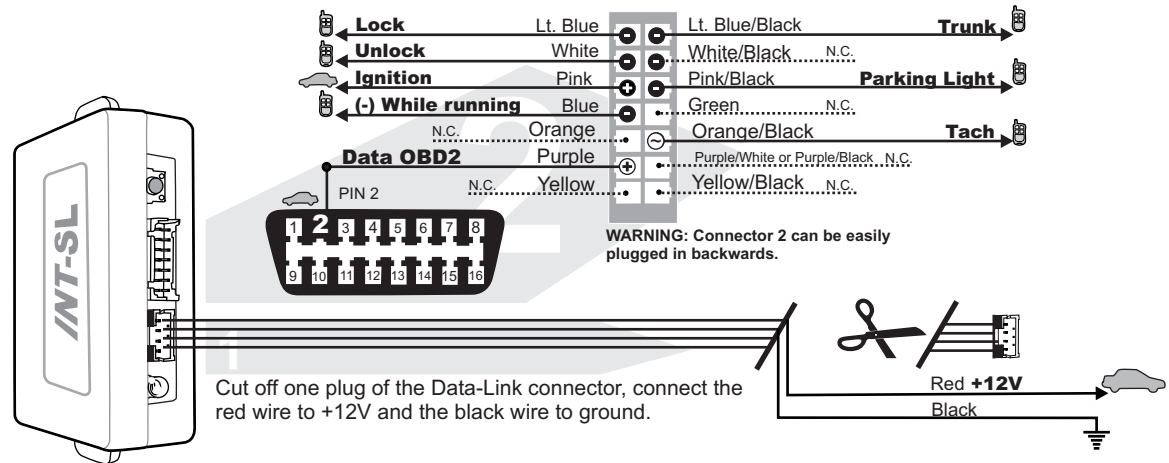 Lock Lt. Blue Lt. Blue/Black Trunk
Unlock White White/Black N.C.
Ignition Pink Pink/Black Parking Light
(-) While running Blue Green N.C.
N.C. Orange Orange/Black Tach
Data OBD2 Purple Purple/White or Purple/Black N.C.
N.C. Yellow Yellow/Black N.C.
PIN 2
1 2 3 4 5 6 7 8
9 10 11 12 13 14 15 16
WARNING: Connector 2 can be easily
plugged in backwards.
INT-SL
2
1
Cut off one plug of the Data-Link connector, connect the
red wire to +12V and the black wire to ground.
Red +12V
Black